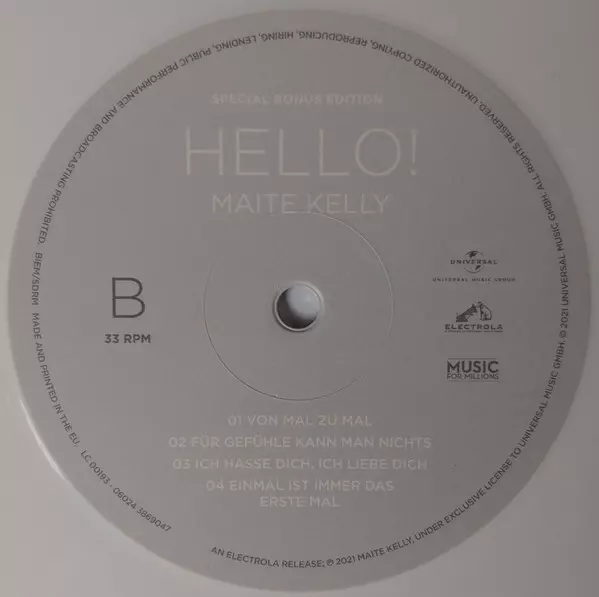 SPECIAL BONUS EDITION
HELLO!
MAITE KELLY
B
33 RPM
UNIVERSAL
UNIVERSAL MUSIC GROUP
ELECTROLA
MUSIC
FOR MILLIONS
01 VON MAL ZU MAL
02 FÜR GEFÜHLE KANN MAN NICHTS
03 ICH HASSE DICH, ICH LIEBE DICH
04 EINMAL IST IMMER DAS
ERSTE MAL
AN ELECTROLA RELEASE; ℗ 2021 MAITE KELLY, UNDER EXCLUSIVE LICENSE TO UNIVERSAL MUSIC GMBH. © 2021 UNIVERSAL MUSIC GMBH. ALL RIGHTS RESERVED. UNAUTHORIZED COPYING, REPRODUCING, HIRING, LENDING, PUBLIC PERFORMANCE AND BROADCASTING PROHIBITED. BIEM/SDRM MADE AND PRINTED IN THE EU. LC 00193 - 06024 3869047